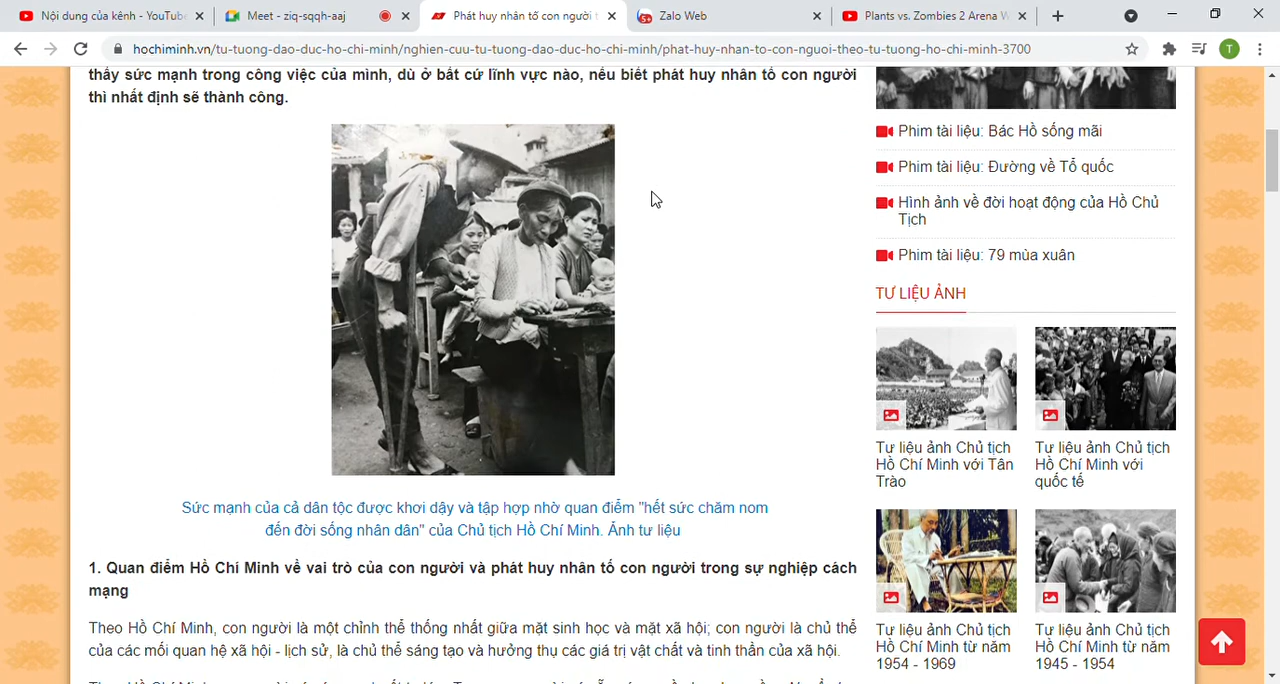 Nội dung của kênh - YouTube
Meet - ziq-sqqh-aaj
Phát huy nhân tố con người t
Zalo Web
Plants vs. Zombies 2 Arena W
hochiminh.vn/tu-tuong-dao-duc-ho-chi-minh/nghien-cuu-tu-tuong-dao-duc-ho-chi-minh/phat-huy-nhan-to-con-nguoi-theo-tu-tuong-ho-chi-minh-3700
T
thấy sức mạnh trong công việc của mình, dù ở bất cứ lĩnh vực nào, nếu biết phát huy nhân tố con người
thì nhất định sẽ thành công.
Sức mạnh của cả dân tộc được khơi dậy và tập hợp nhờ quan điểm "hết sức chăm nom
đến đời sống nhân dân" của Chủ tịch Hồ Chí Minh. Ảnh tư liệu
1. Quan điểm Hồ Chí Minh về vai trò của con người và phát huy nhân tố con người trong sự nghiệp cách
mạng
Theo Hồ Chí Minh, con người là một chỉnh thể thống nhất giữa mặt sinh học và mặt xã hội; con người là chủ thể
của các mối quan hệ xã hội - lịch sử, là chủ thể sáng tạo và hưởng thụ các giá trị vật chất và tinh thần của xã hội.
Phim tài liệu: Bác Hồ sống mãi
Phim tài liệu: Đường về Tổ quốc
Hình ảnh về đời hoạt động của Hồ Chủ
Tịch
Phim tài liệu: 79 mùa xuân
TƯ LIỆU ẢNH
Tư liệu ảnh Chủ tịch
Hồ Chí Minh với Tân
Trào
Tư liệu ảnh Chủ tịch
Hồ Chí Minh với
quốc tế
Tư liệu ảnh Chủ tịch
Hồ Chí Minh từ năm
1954 - 1969
Tư liệu ảnh Chủ tịch
Hồ Chí Minh từ năm
1945 - 1954